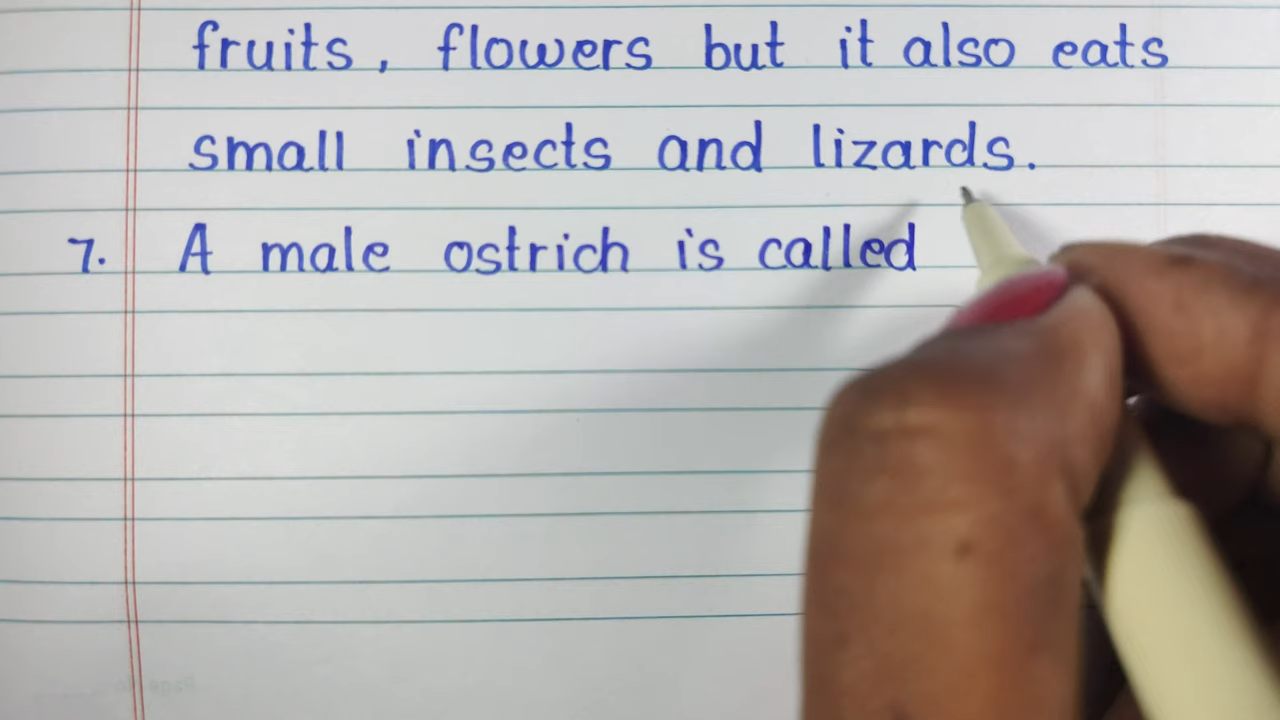 fruits, flowers but it also eats
small insects and lizards.
7. A male ostrich is called